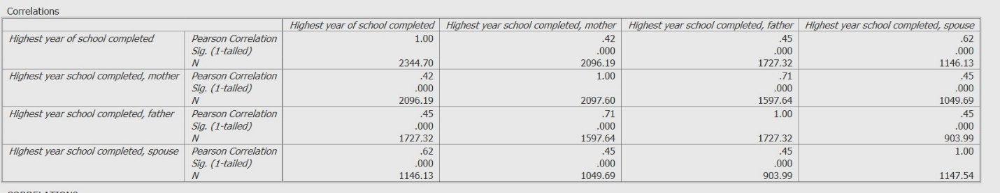 Correlations
Highest year of school completed Highest year school completed, mother Highest year school completed, father Highest year school completed, spouse
Highest year of school completed Pearson Correlation 1.00 .42 .45 .62
Sig. (1-tailed) .000 .000 .000
N 2344.70 2096.19 1727.32 1146.13
Highest year school completed, mother Pearson Correlation .42 1.00 .71 .45
Sig. (1-tailed) .000 .000 .000
N 2096.19 2097.60 1597.64 1049.69
Highest year school completed, father Pearson Correlation .45 .71 1.00 .45
Sig. (1-tailed) .000 .000 .000
N 1727.32 1597.64 1727.32 903.99
Highest year school completed, spouse Pearson Correlation .62 .45 .45 1.00
Sig. (1-tailed) .000 .000 .000
N 1146.13 1049.69 903.99 1147.54